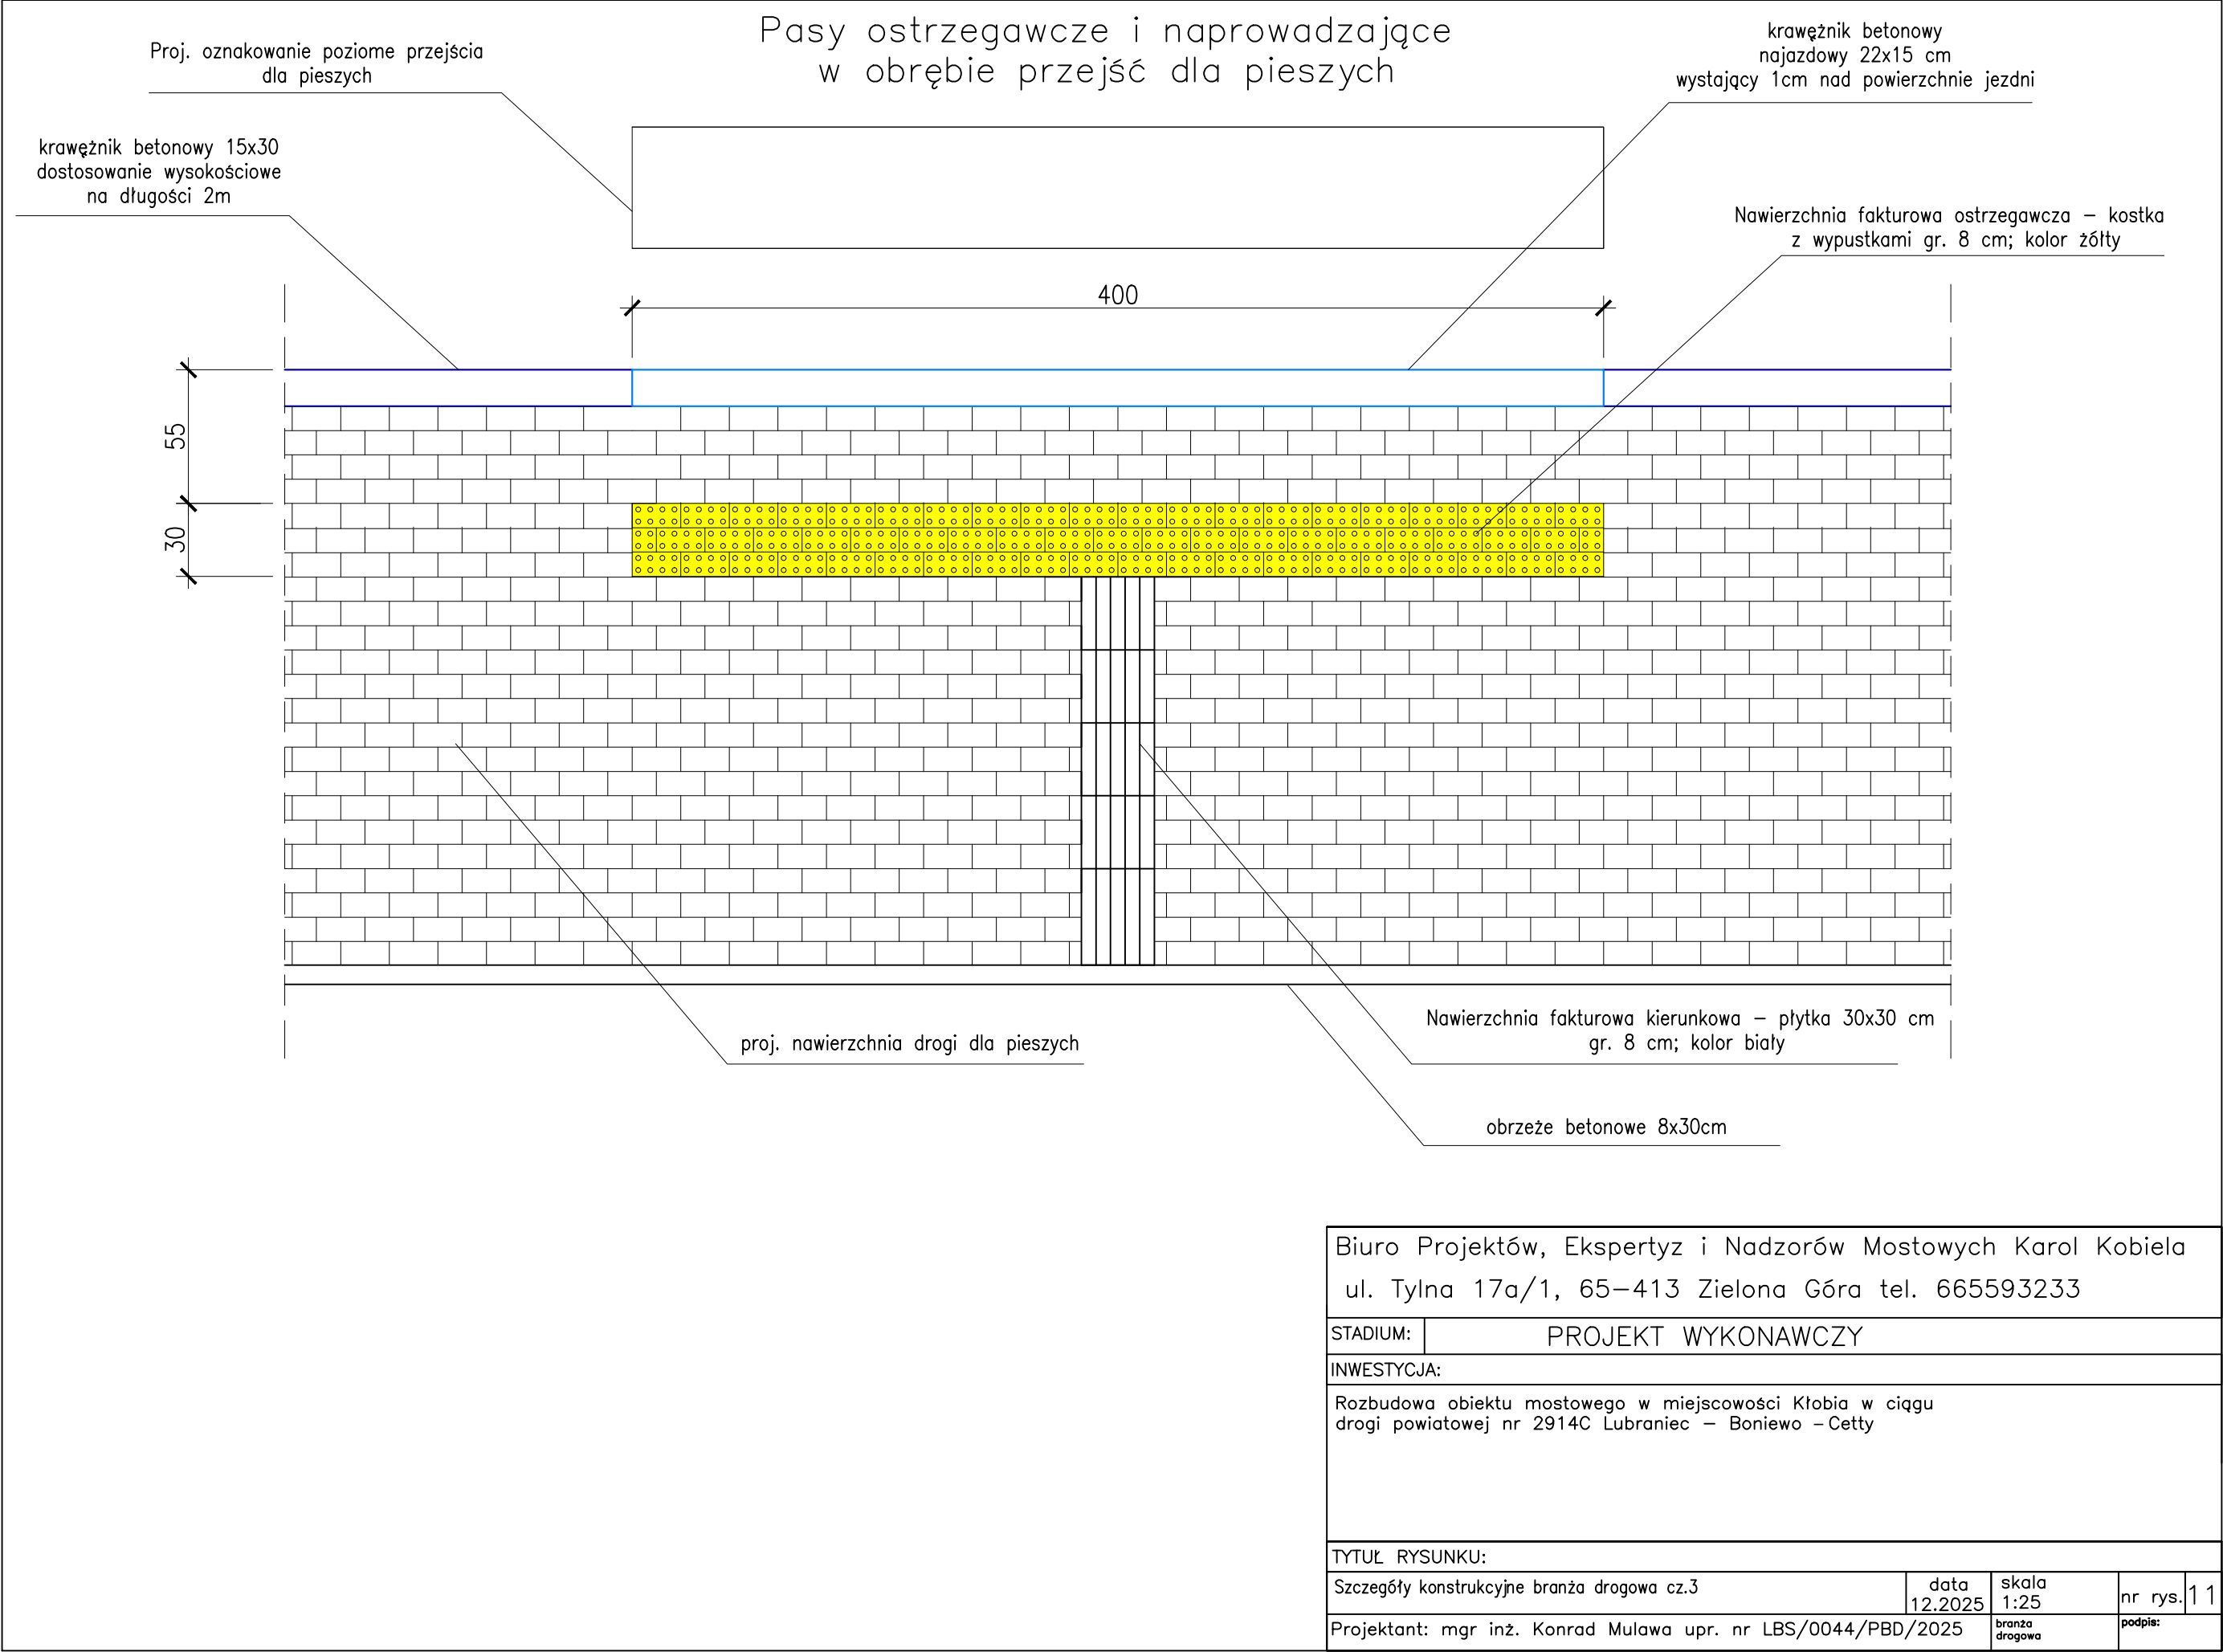 Pasy ostrzegawcze i naprowadzające
w obrębie przejść dla pieszych
Proj. oznakowanie poziome przejścia
dla pieszych
krawężnik betonowy
najazdowy 22x15 cm
wystający 1cm nad powierzchnie jezdni
krawężnik betonowy 15x30
dostosowanie wysokościowe
na długości 2m
Nawierzchnia fakturowa ostrzegawcza – kostka
z wypustkami gr. 8 cm; kolor żółty
400
55
30
Nawierzchnia fakturowa kierunkowa – płytka 30x30 cm
gr. 8 cm; kolor biały
proj. nawierzchnia drogi dla pieszych
obrzeże betonowe 8x30cm
Biuro Projektów, Ekspertyz i Nadzorów Mostowych Karol Kobiela
ul. Tylna 17a/1, 65–413 Zielona Góra tel. 665593233
STADIUM:
PROJEKT WYKONAWCZY
INWESTYCJA:
Rozbudowa obiektu mostowego w miejscowości Kłobia w ciągu
drogi powiatowej nr 2914C Lubraniec – Boniewo –Cetty
TYTUŁ RYSUNKU:
Szczegóły konstrukcyjne branża drogowa cz.3
data
12.2025
skala
1:25
nr rys.
11
Projektant: mgr inż. Konrad Mulawa upr. nr LBS/0044/PBD/2025
branża
drogowa
podpis: